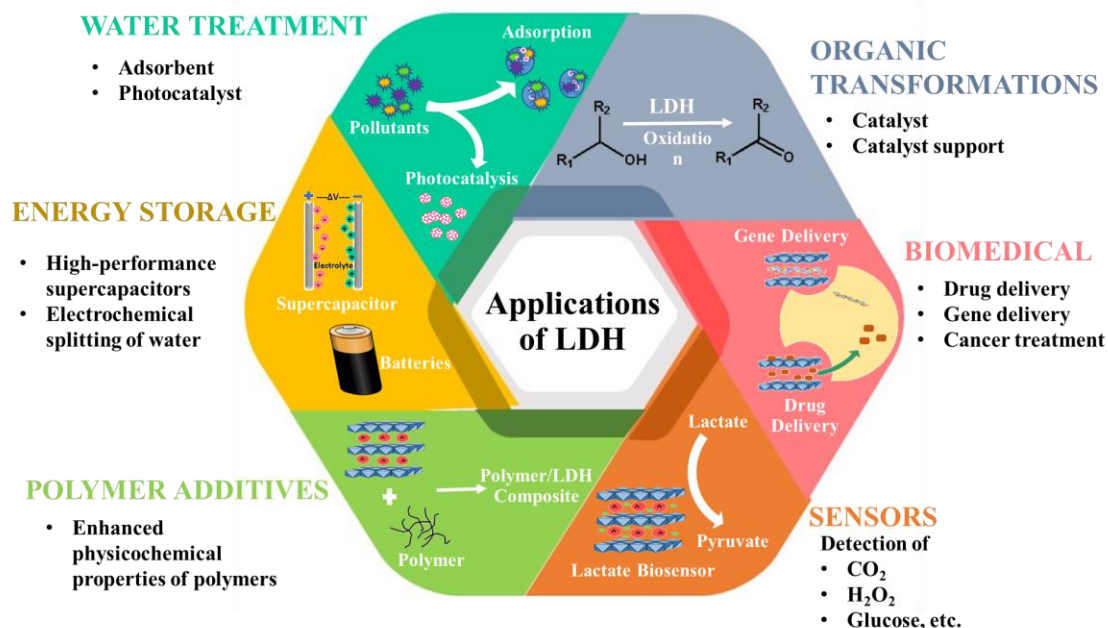 WATER TREATMENT
• Adsorbent
• Photocatalyst
Adsorption
Pollutants
Photocatalysis
ORGANIC
TRANSFORMATIONS
• Catalyst
• Catalyst support
R2
LDH
R2
Oxidatio
n
R1
OH
R1
O
ENERGY STORAGE
• High-performance
supercapacitors
• Electrochemical
splitting of water
+ ----ΔV---- −
Electrolyte
Supercapacitor
Batteries
Applications
of LDH
BIOMEDICAL
• Drug delivery
• Gene delivery
• Cancer treatment
Gene Delivery
Drug
Delivery
POLYMER ADDITIVES
• Enhanced
physicochemical
properties of polymers
+
Polymer/LDH
Composite
Polymer
Lactate
Pyruvate
Lactate Biosensor
SENSORS
Detection of
• CO₂
• H₂O₂
• Glucose, etc.